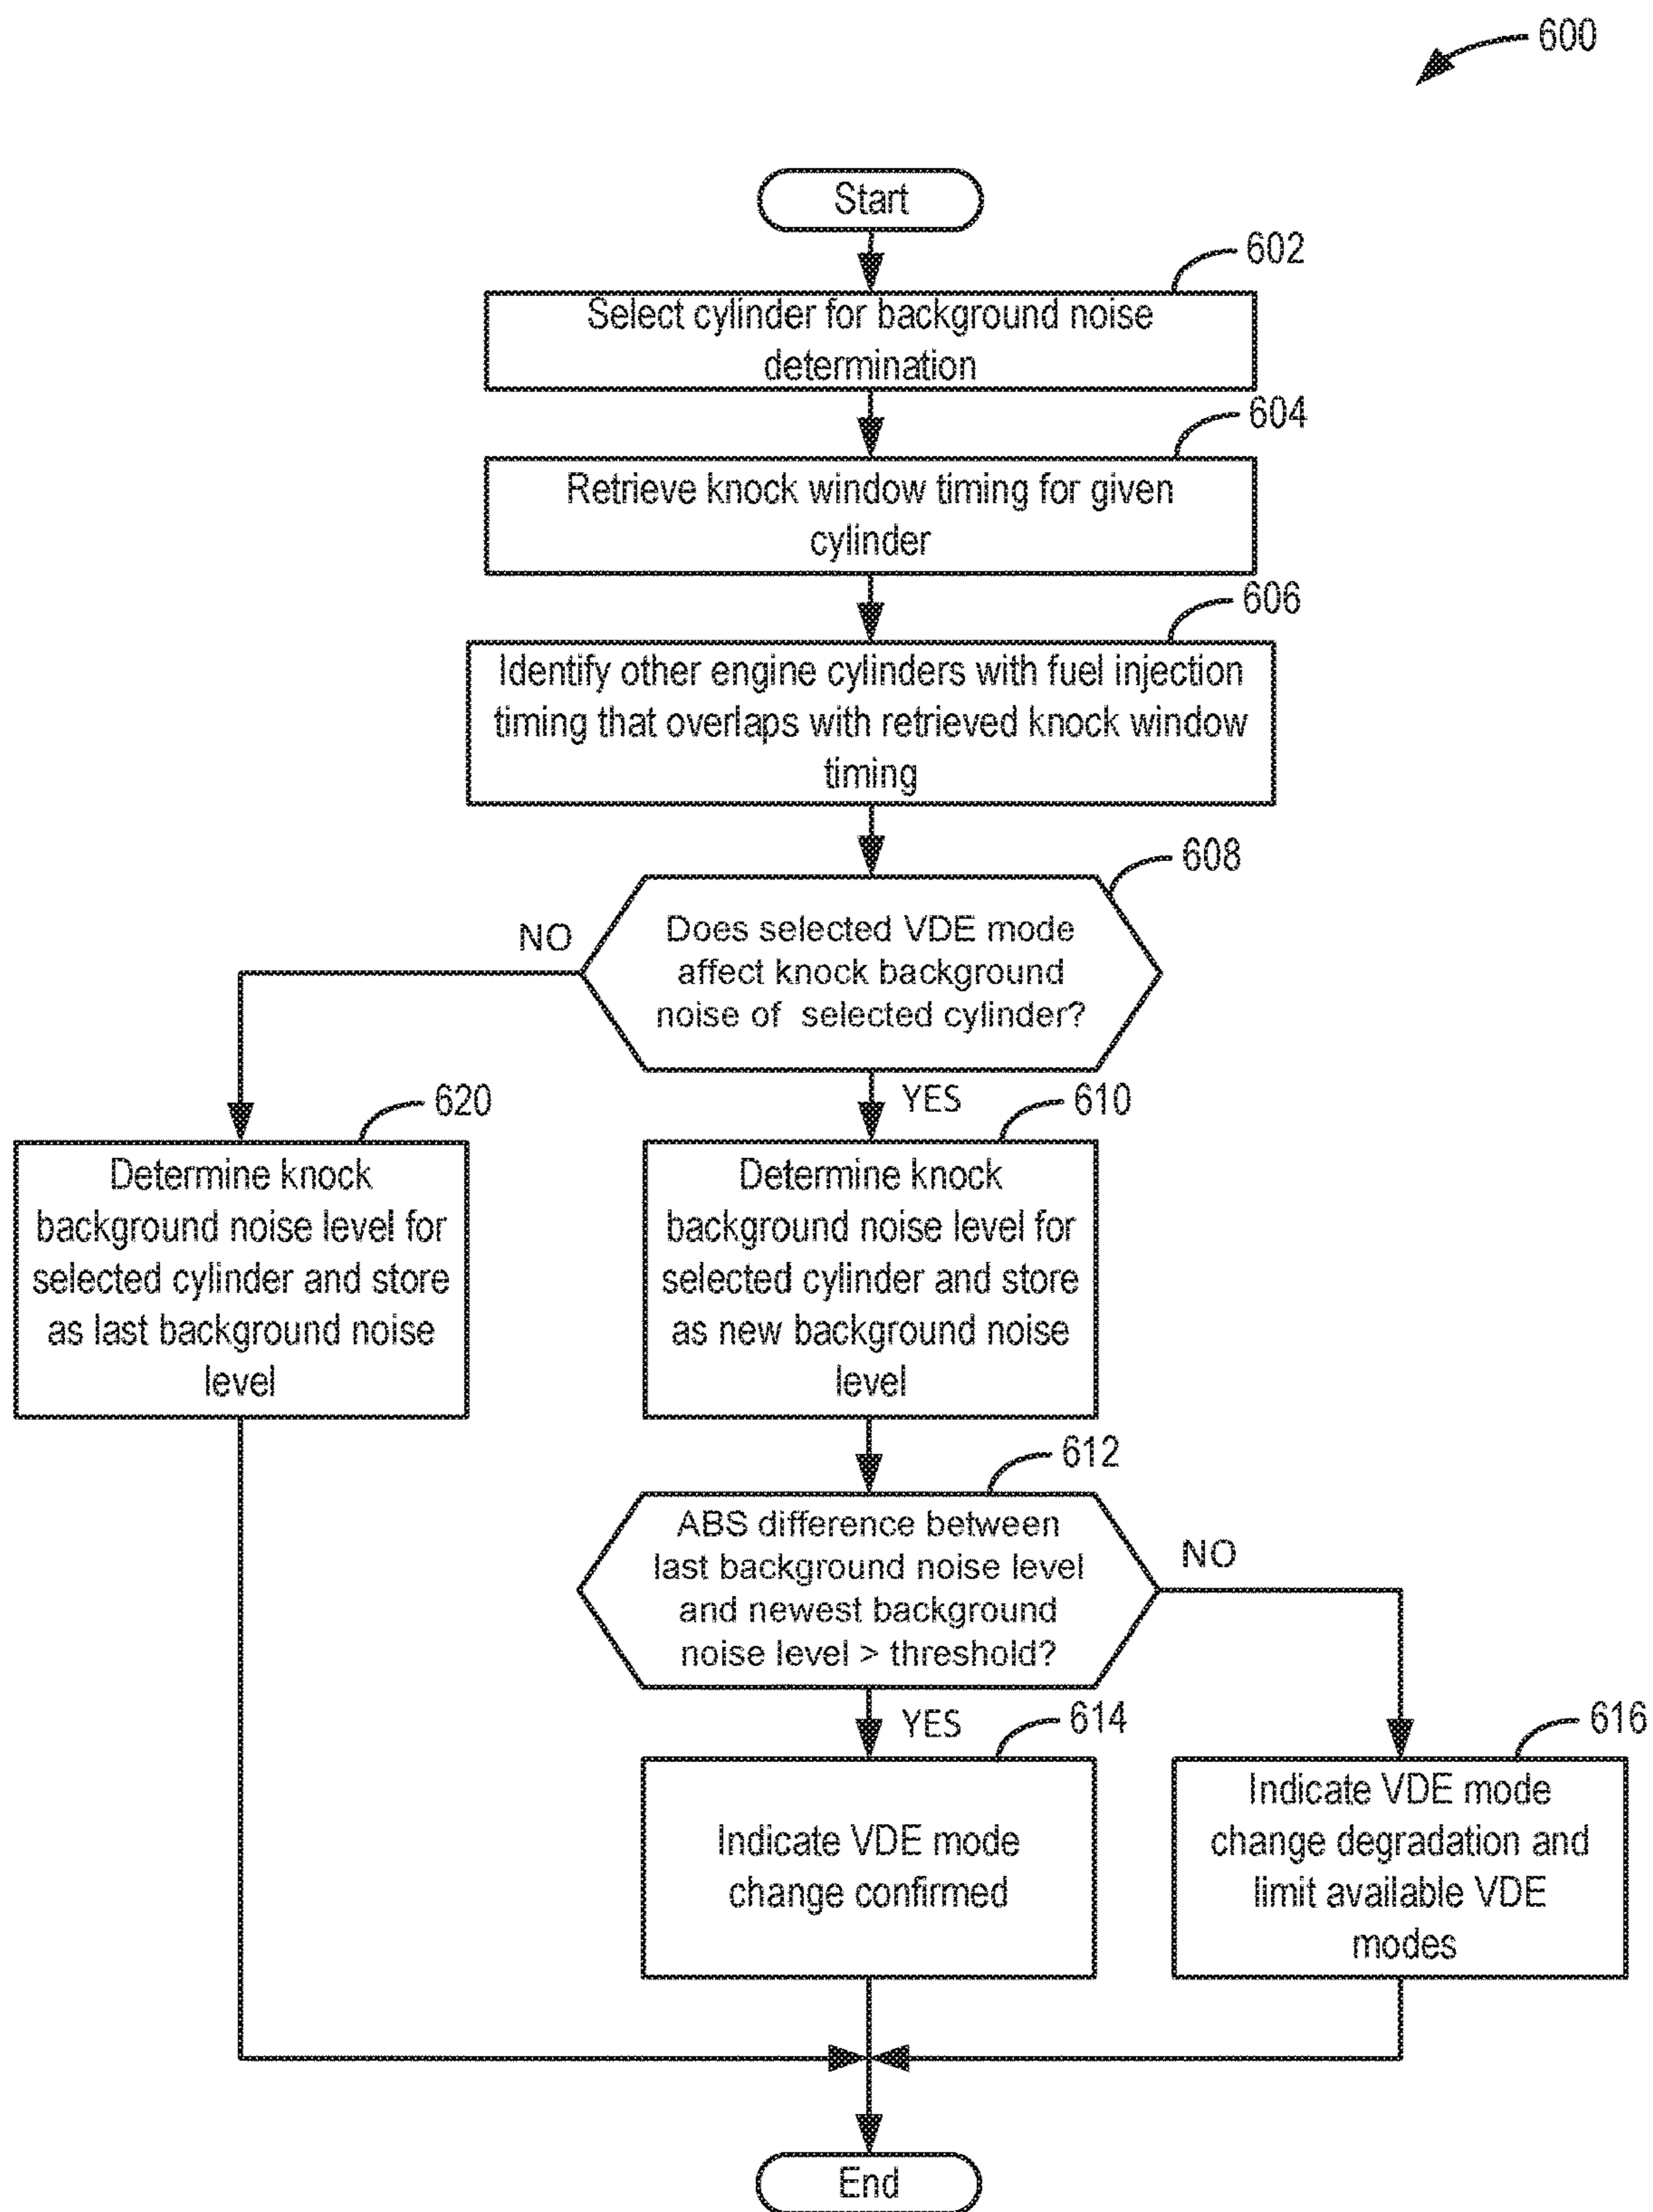 600
Start
602
Select cylinder for background noise
determination
604
Retrieve knock window timing for given
cylinder
606
Identify other engine cylinders with fuel injection
timing that overlaps with retrieved knock window
timing
608
Does selected VDE mode
affect knock background
noise of selected cylinder?
NO
YES
620
Determine knock
background noise level for
selected cylinder and store
as last background noise
level
610
Determine knock
background noise level for
selected cylinder and store
as new background noise
level
612
ABS difference between
last background noise level
and newest background
noise level > threshold?
NO
YES
614
Indicate VDE mode
change confirmed
616
Indicate VDE mode
change degradation and
limit available VDE
modes
End